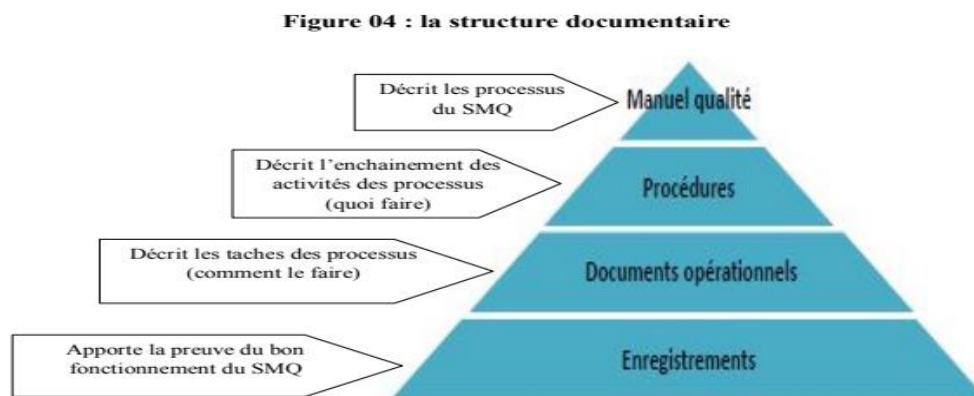 Figure 04 : la structure documentaire
Décrit les processus
du SMQ
Manuel qualité
Décrit l'enchainement des
activités des processus
(quoi faire)
Procédures
Décrit les taches des processus
(comment le faire)
Documents opérationnels
Apporte la preuve du bon
fonctionnement du SMQ
Enregistrements